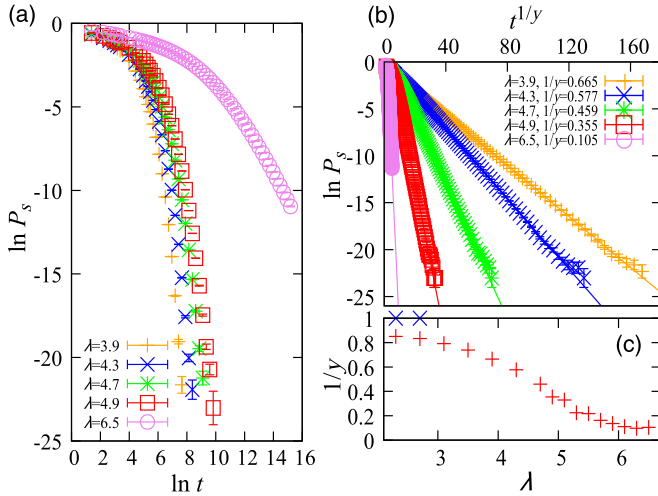 (a)
0
-5
-10
-15
-20
-25
ln Ps
0 2 4 6 8 10 12 14 16
ln t
λ=3.9
λ=4.3
λ=4.7
λ=4.9
λ=6.5
(b)
t^1/y
0 40 80 120 160
0
-5
-10
-15
-20
-25
ln Ps
λ=3.9, 1/y=0.665
λ=4.3, 1/y=0.577
λ=4.7, 1/y=0.459
λ=4.9, 1/y=0.355
λ=6.5, 1/y=0.105
(c)
1
0.8
0.6
0.4
0.2
0
1/y
3 4 5 6
λ